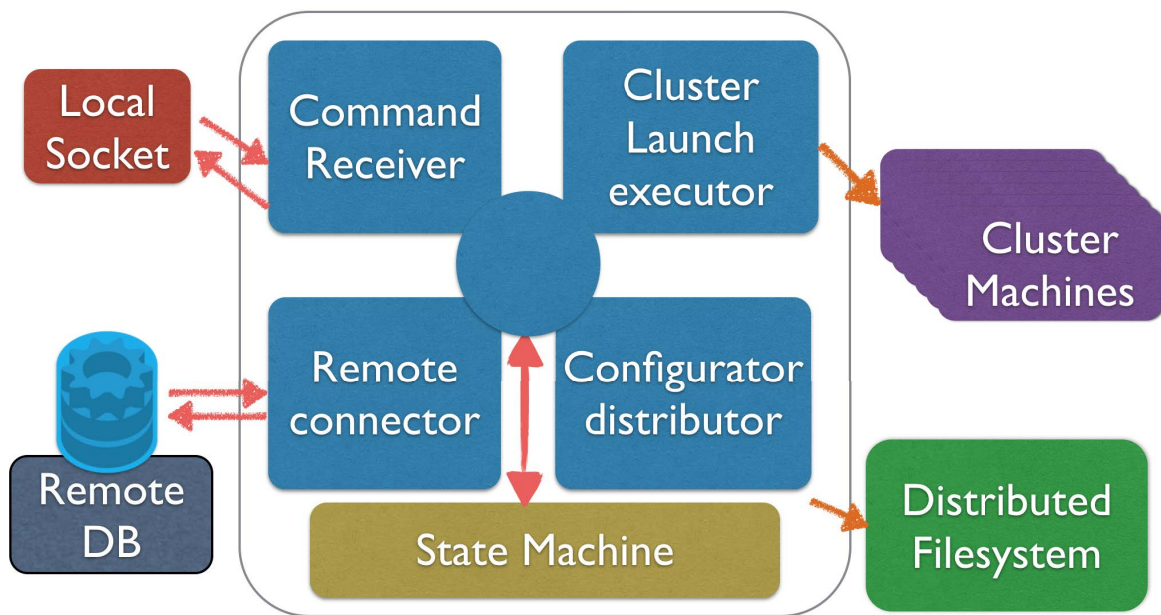 Local
Socket
Command
Receiver
Cluster
Launch
executor
Cluster
Machines
Remote
connector
Configurator
distributor
Remote
DB
State Machine
Distributed
Filesystem